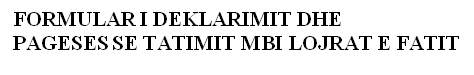 FORMULAR I DEKLARIMIT DHE
PAGESES SE TATIMIT MBI LOJRAT E FATIT